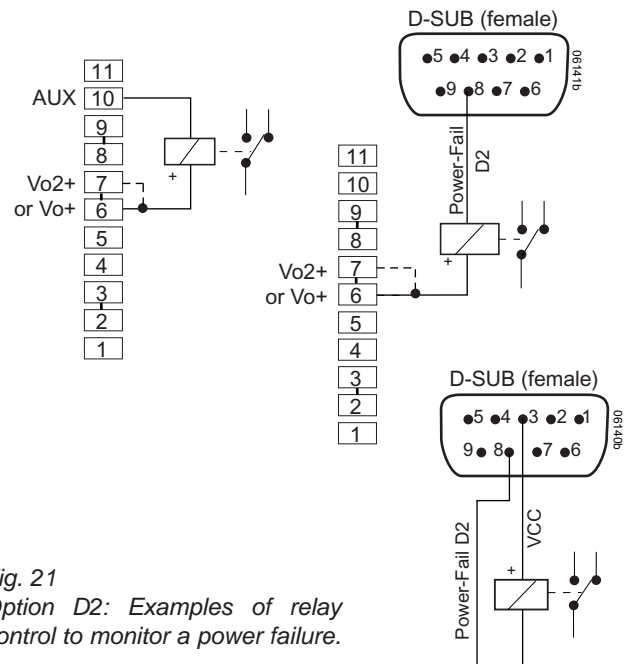 D-SUB (female)
5 4 3 2 1
9 8 7 6
06141b
Power-Fail
D2
11
AUX 10
9
8
Vo2+ 7
or Vo+ 6
5
4
3
2
1
+
11
10
9
8
Vo2+ 7
or Vo+ 6
5
4
3
2
1
+
D-SUB (female)
5 4 3 2 1
9 8 7 6
06140b
Power-Fail D2
VCC
+
ig. 21
ption D2: Examples of relay
ontrol to monitor a power failure.